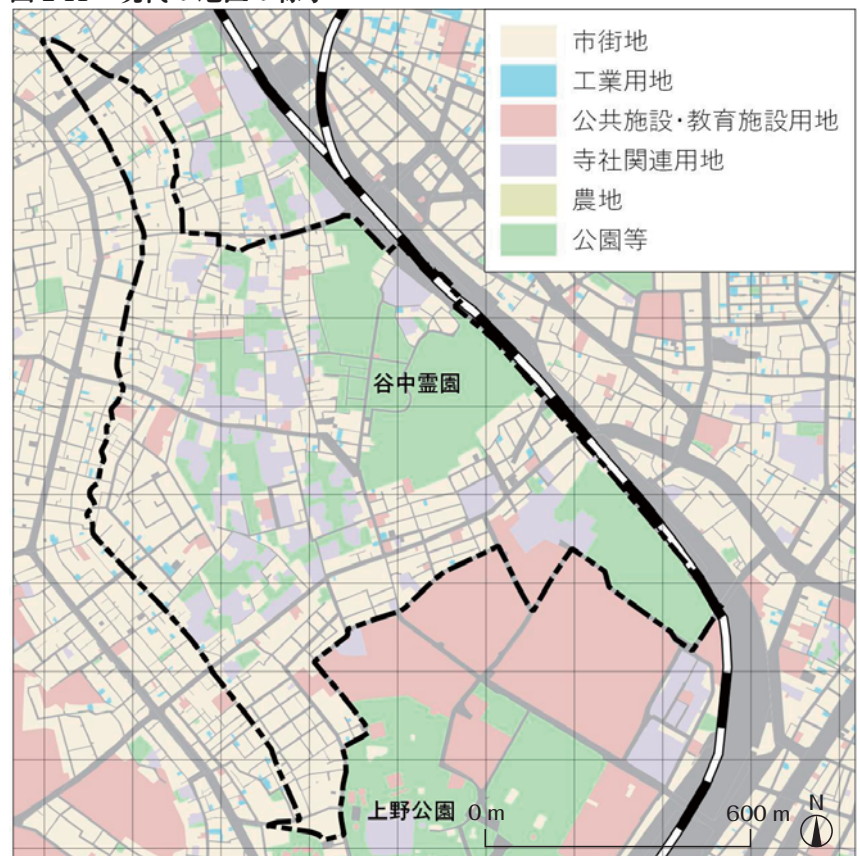 市街地
工業用地
公共施設・教育施設用地
寺社関連用地
農地
公園等
谷中霊園
上野公園
0 m
600 m
N